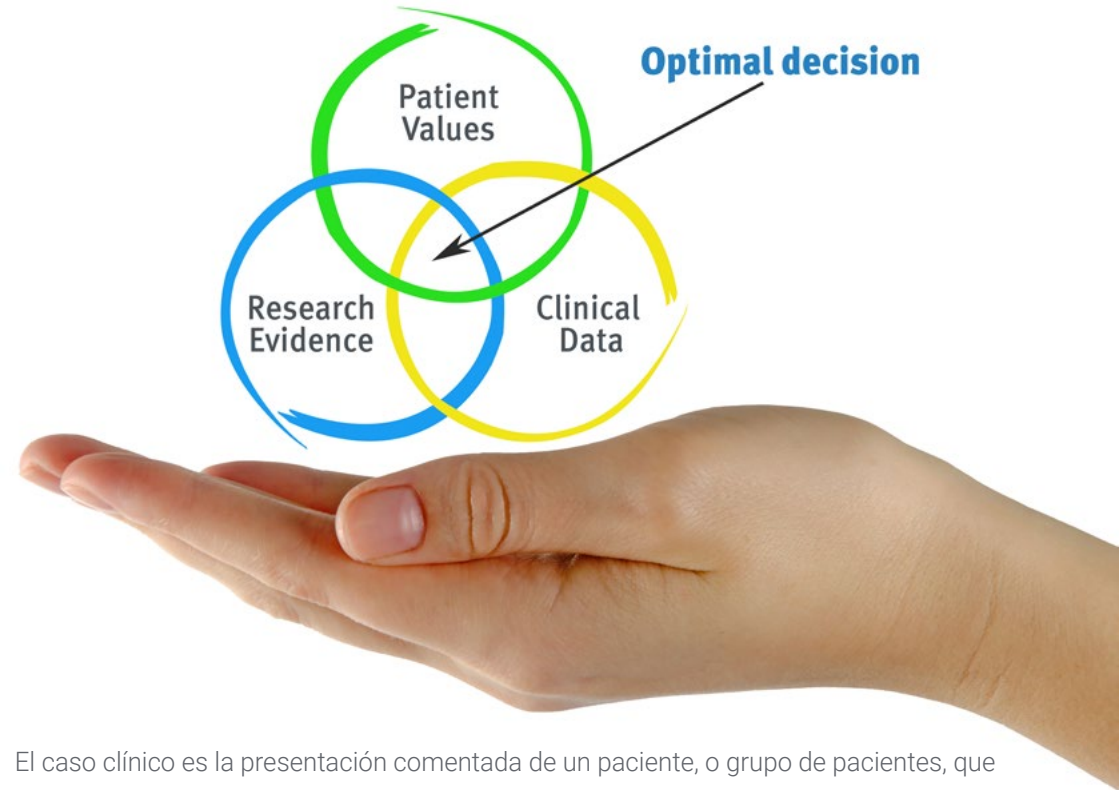 Optimal decision
Patient
Values
Research
Evidence
Clinical
Data
El caso clínico es la presentación comentada de un paciente, o grupo de pacientes, que